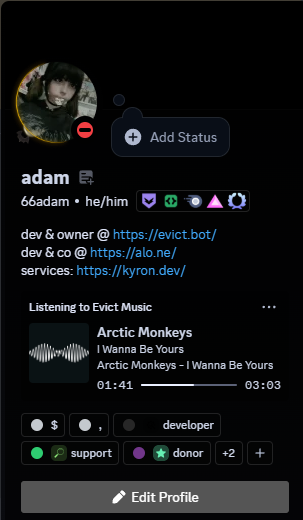 Add Status
adam
66adam • he/him
dev & owner @ https://evict.bot/
dev & co @ https://alo.ne/
services: https://kyron.dev/
Listening to Evict Music
Arctic Monkeys
I Wanna Be Yours
Arctic Monkeys - I Wanna Be Yours
01:41 03:03
$ , developer
support donor +2 +
Edit Profile